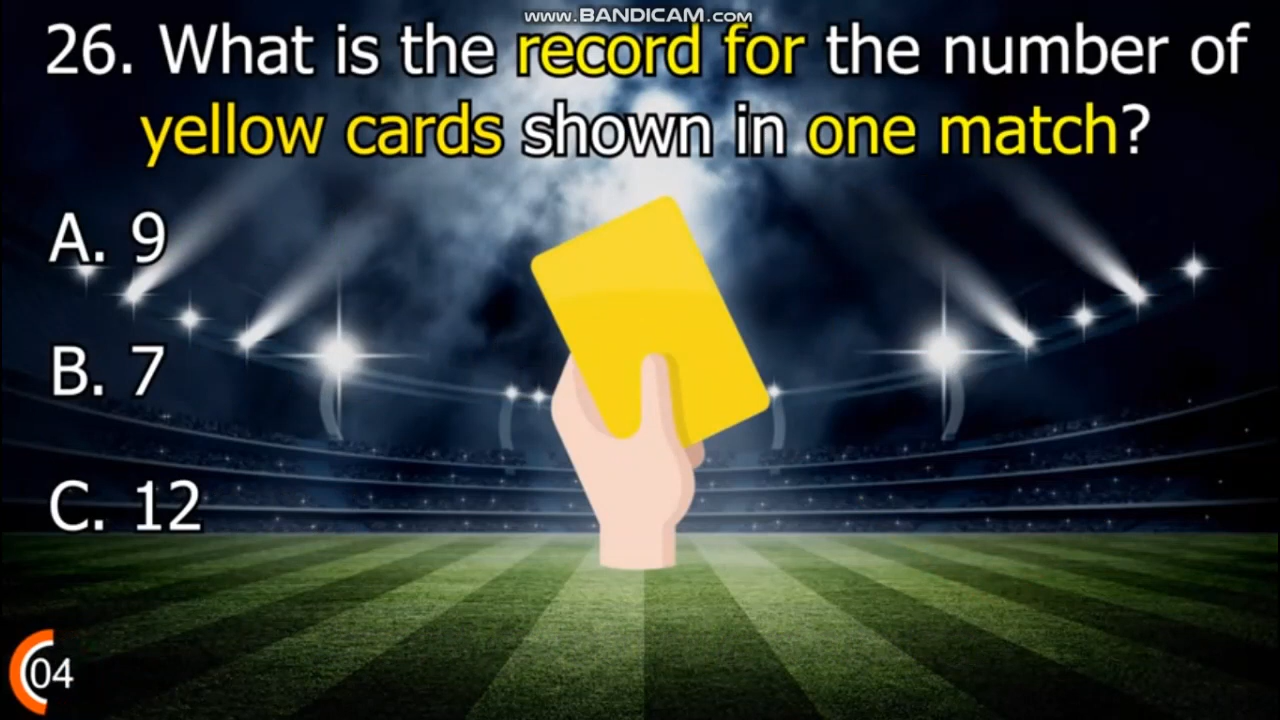 www.BANDICAM.com
26. What is the record for the number of
yellow cards shown in one match?
A. 9
B. 7
C. 12
04